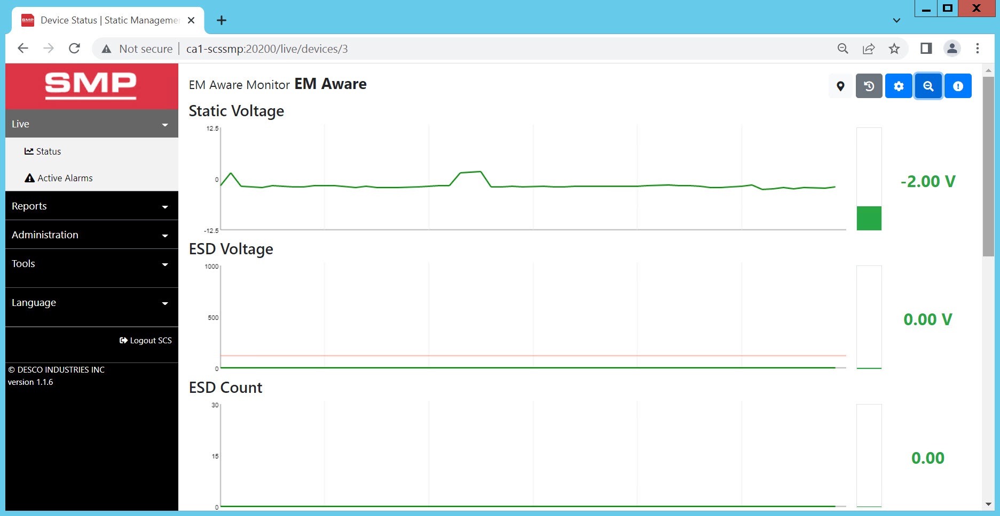 SMP
Device Status | Static Manageme
Not secure
ca1-scssmp:20200/live/devices/3
SMP
Live
Status
Active Alarms
Reports
Administration
Tools
Language
Logout SCS
© DESCO INDUSTRIES INC
version 1.1.6
EM Aware Monitor EM Aware
Static Voltage
12.5
0
-12.5
-2.00 V
ESD Voltage
1000
500
0
0.00 V
ESD Count
30
15
0
0.00